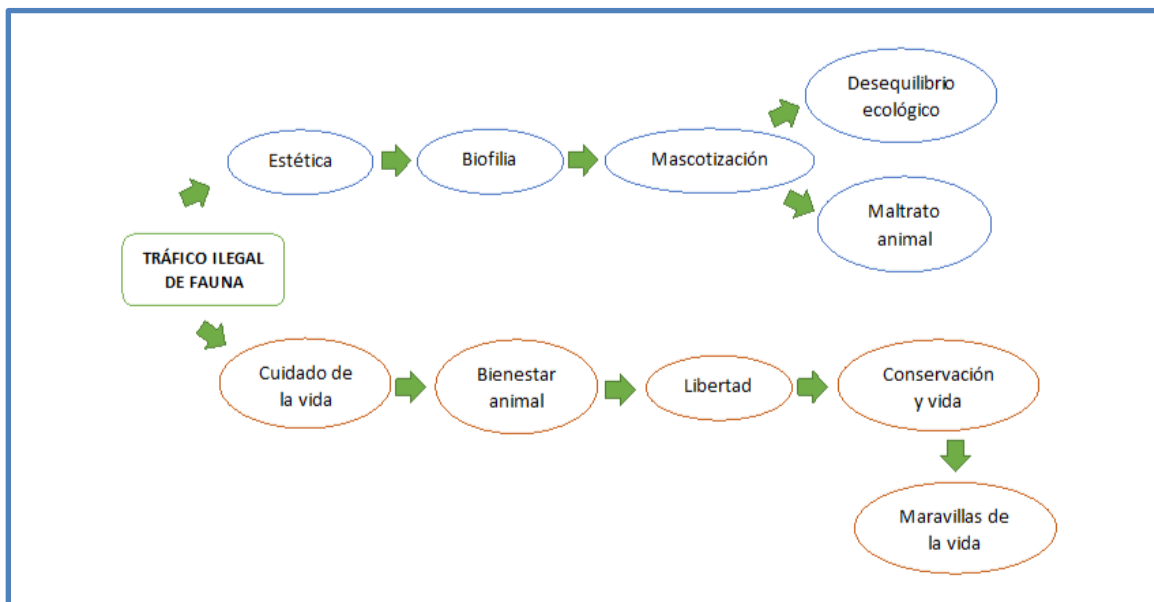 Desequilibrio
ecológico
Estética
Biofilia
Mascotización
Maltrato
animal
TRÁFICO ILEGAL
DE FAUNA
Cuidado de
la vida
Bienestar
animal
Libertad
Conservación
y vida
Maravillas de
la vida